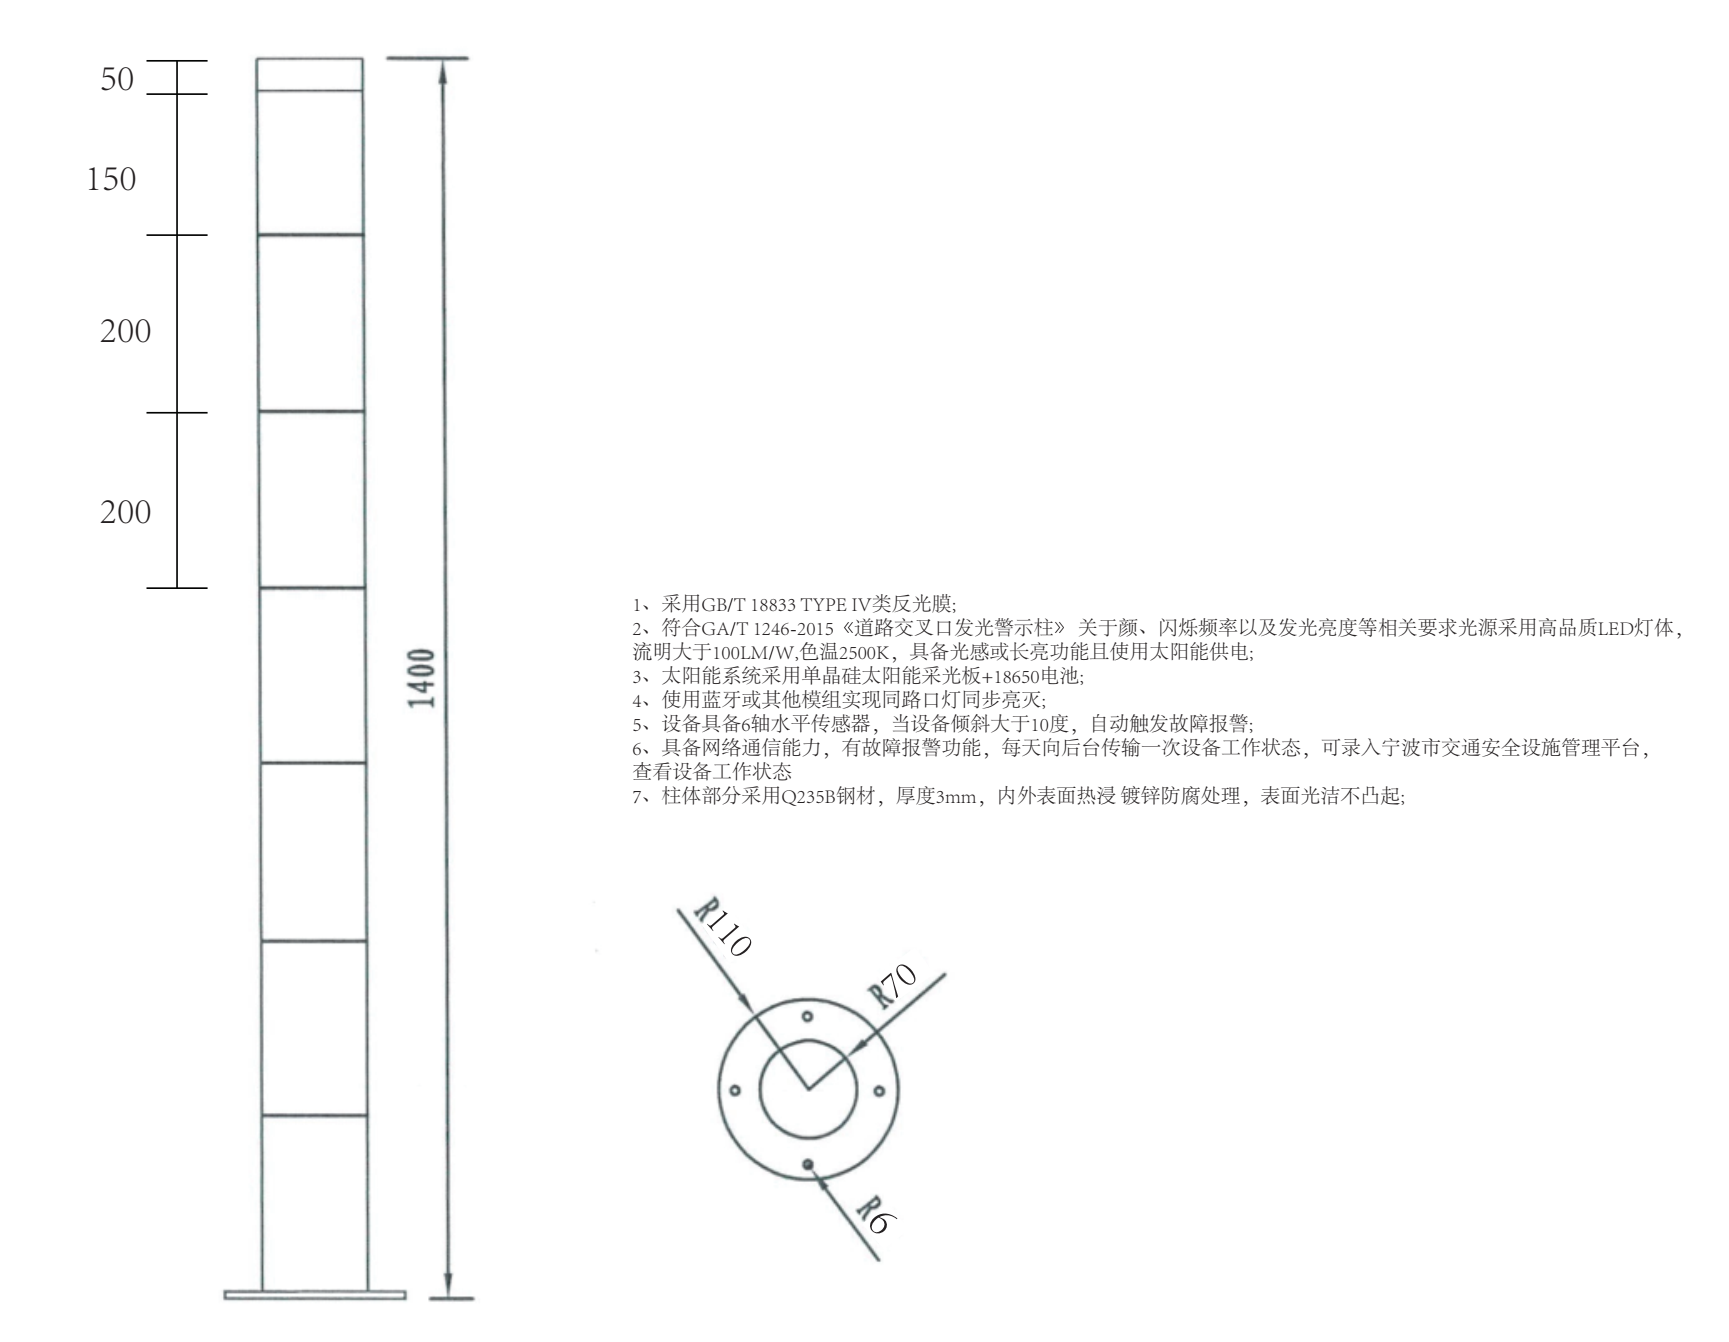 50
150
200
200
1400
1、采用GB/T 18833 TYPE IV类反光膜;
2、符合GA/T 1246-2015《道路交叉口发光警示柱》 关于颜、闪烁频率以及发光亮度等相关要求光源采用高品质LED灯体，
流明大于100LM/W,色温2500K，具备光感或长亮功能且使用太阳能供电;
3、太阳能系统采用单晶硅太阳能采光板+18650电池;
4、使用蓝牙或其他模组实现同路口灯同步亮灭;
5、设备具备6轴水平传感器，当设备倾斜大于10度，自动触发故障报警;
6、具备网络通信能力，有故障报警功能，每天向后台传输一次设备工作状态，可录入宁波市交通安全设施管理平台，
查看设备工作状态
7、柱体部分采用Q235B钢材，厚度3mm，内外表面热浸 镀锌防腐处理，表面光洁不凸起;
R110
R70
R6